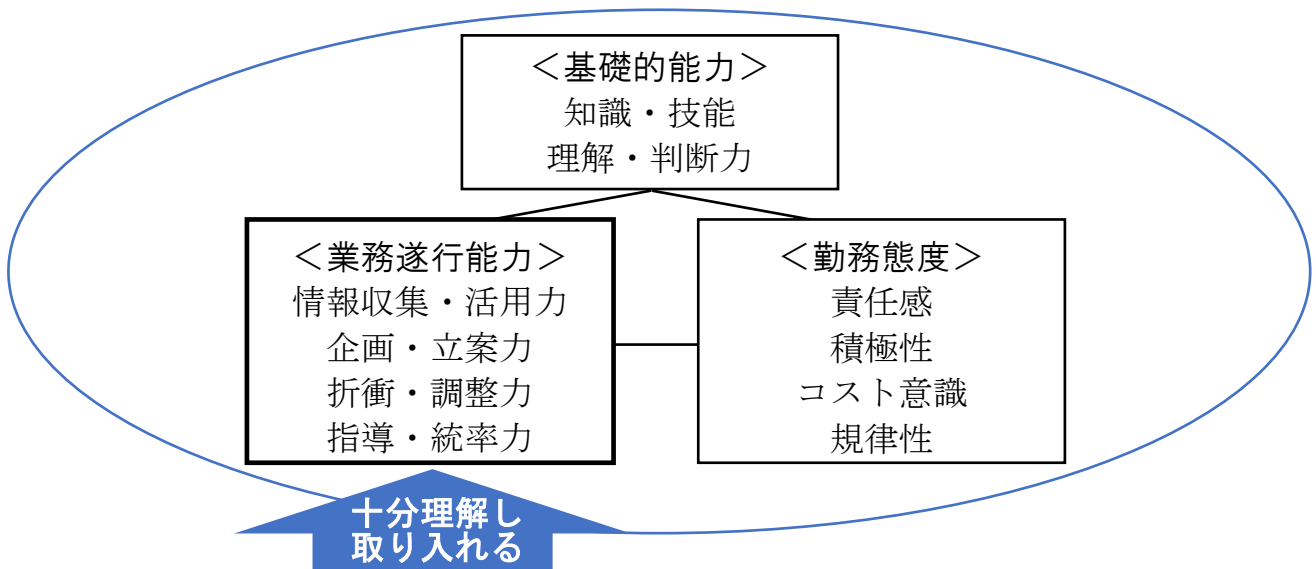 ＜基礎的能力＞
知識・技能
理解・判断力
＜業務遂行能力＞
情報収集・活用力
企画・立案力
折衝・調整力
指導・統率力
＜勤務態度＞
責任感
積極性
コスト意識
規律性
十分理解し
取り入れる